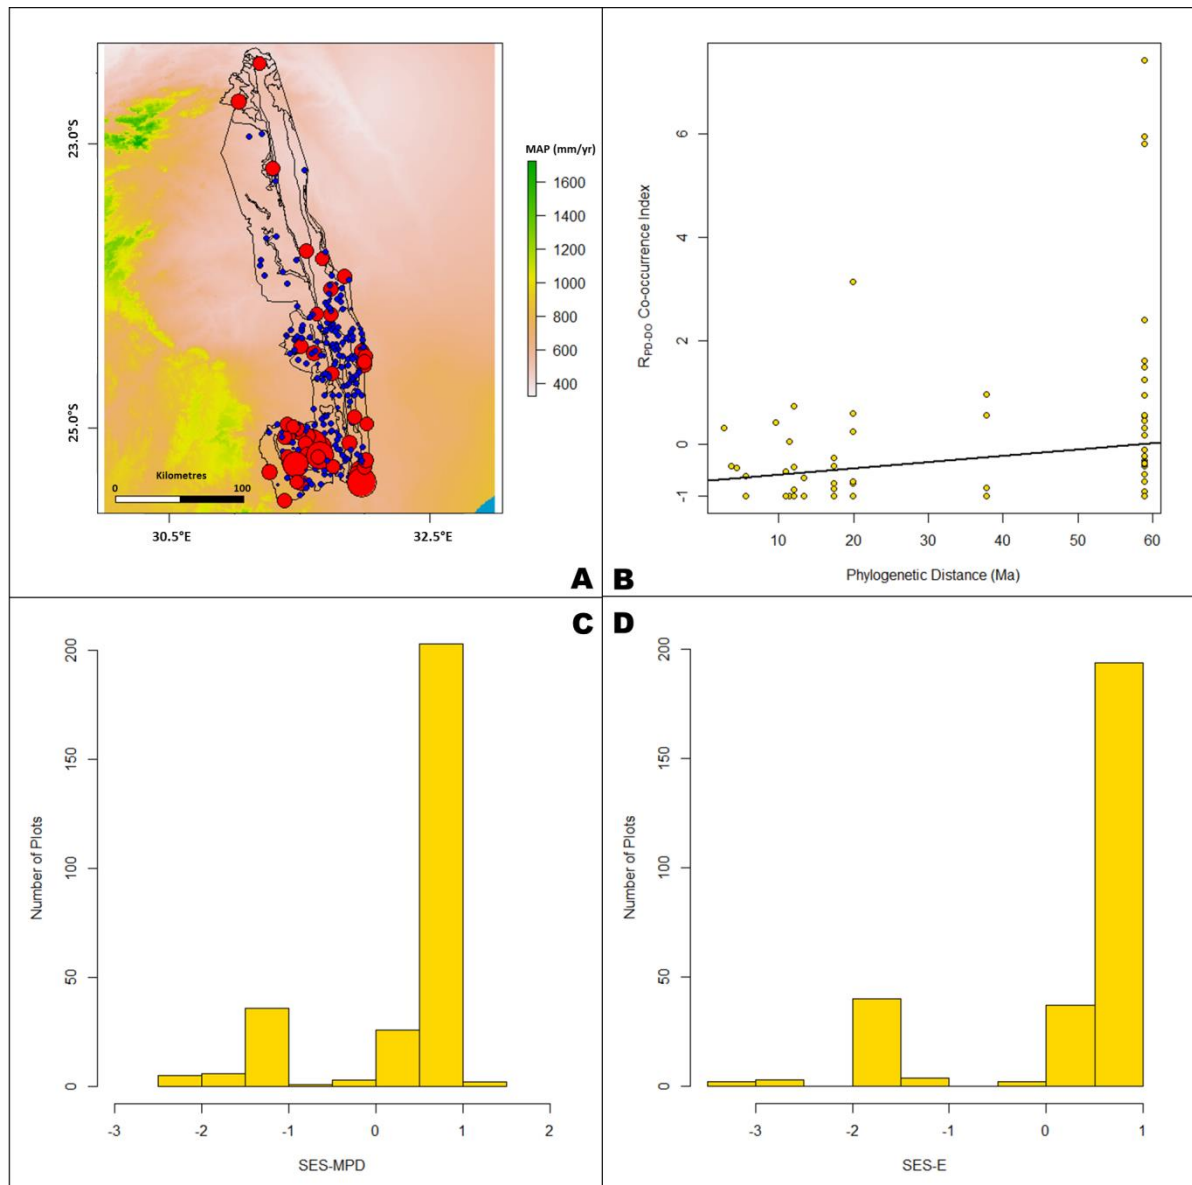 MAP (mm/yr)
1600
1400
1200
1000
800
600
400
23.0°S
25.0°S
Kilometres
0 100
30.5°E 32.5°E
A
R_PD-DO Co-occurrence Index
6
4
2
0
-1
10 20 30 40 50 60
Phylogenetic Distance (Ma)
B
C
Number of Plots
200
150
100
50
0
-3 -2 -1 0 1 2
SES-MPD
D
Number of Plots
200
150
100
50
0
-3 -2 -1 0 1
SES-E